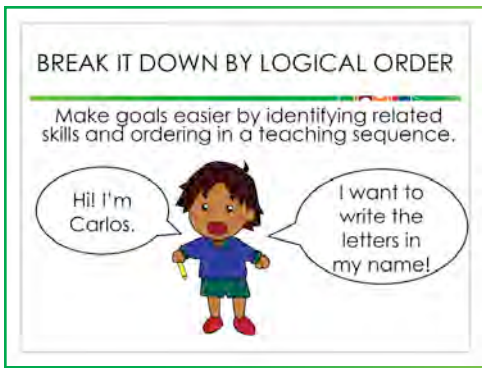 BREAK IT DOWN BY LOGICAL ORDER
Make goals easier by identifying related
skills and ordering in a teaching sequence.
Hi! I'm
Carlos.
I want to
write the
letters in
my name!